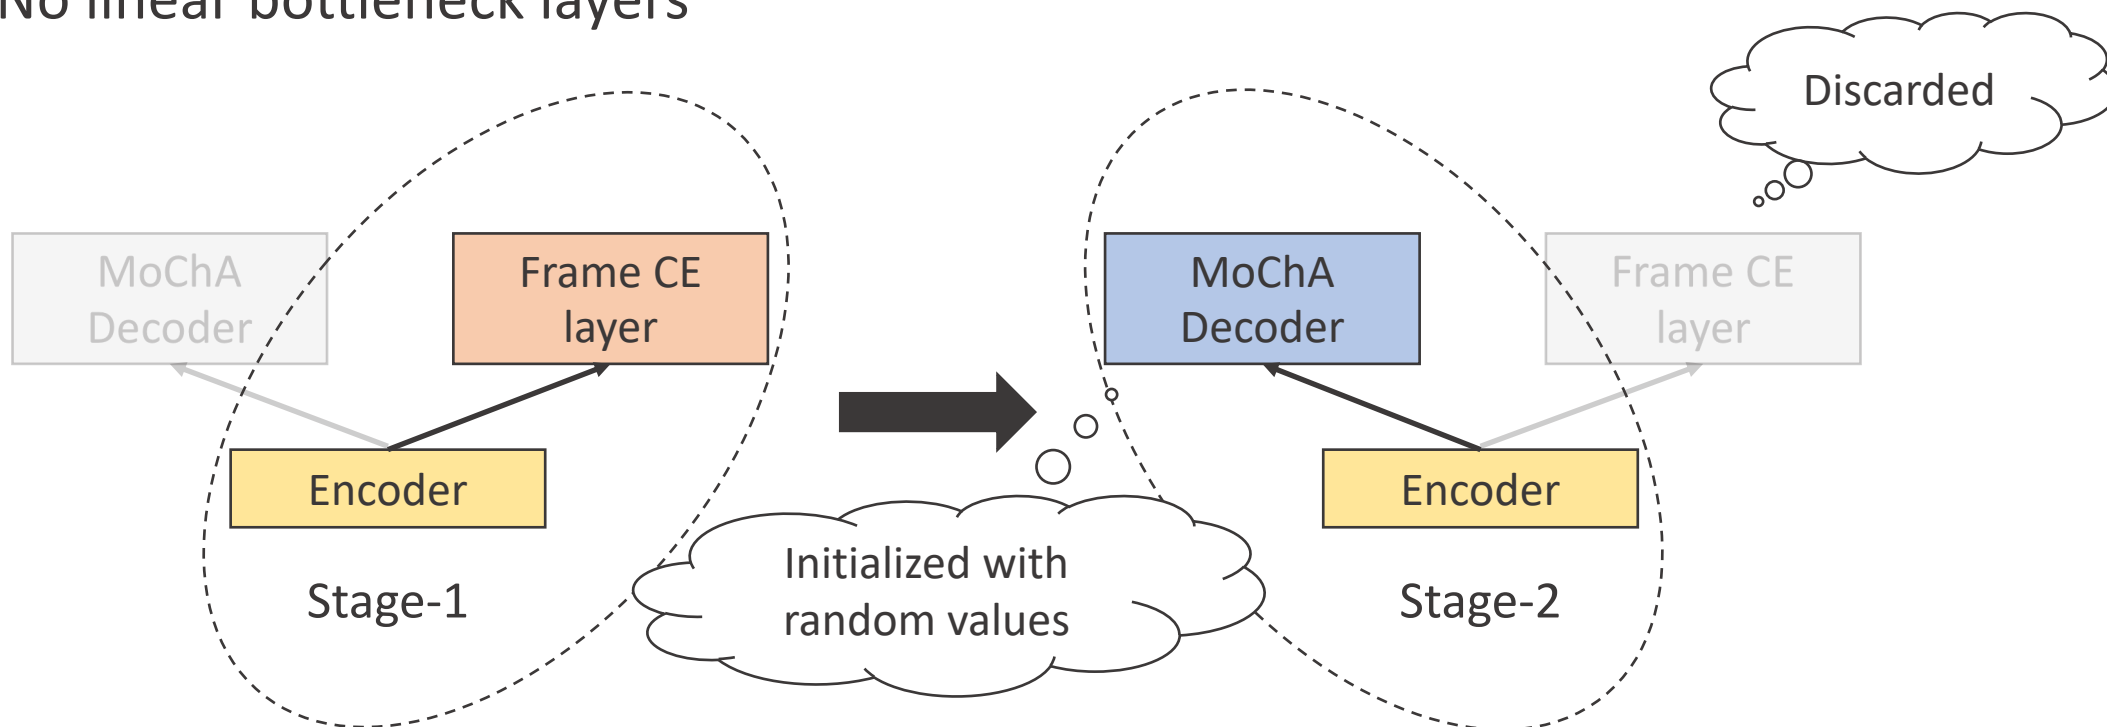 No linear bottleneck layers
Discarded
MoChA
Decoder
Frame CE
layer
MoChA
Decoder
Frame CE
layer
Encoder
Encoder
Initialized with
random values
Stage-1
Stage-2